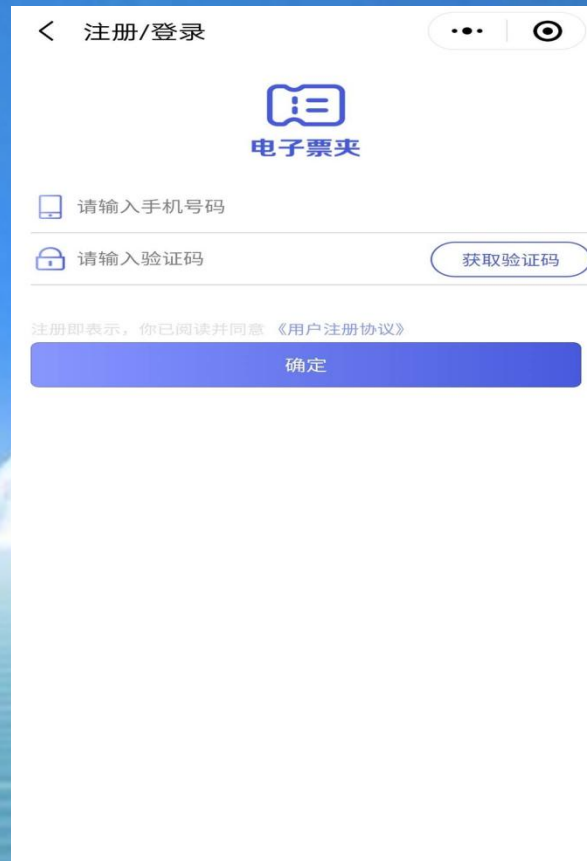 注册/登录
电子票夹
请输入手机号码
请输入验证码
获取验证码
注册即表示，你已阅读并同意 《用户注册协议》
确定